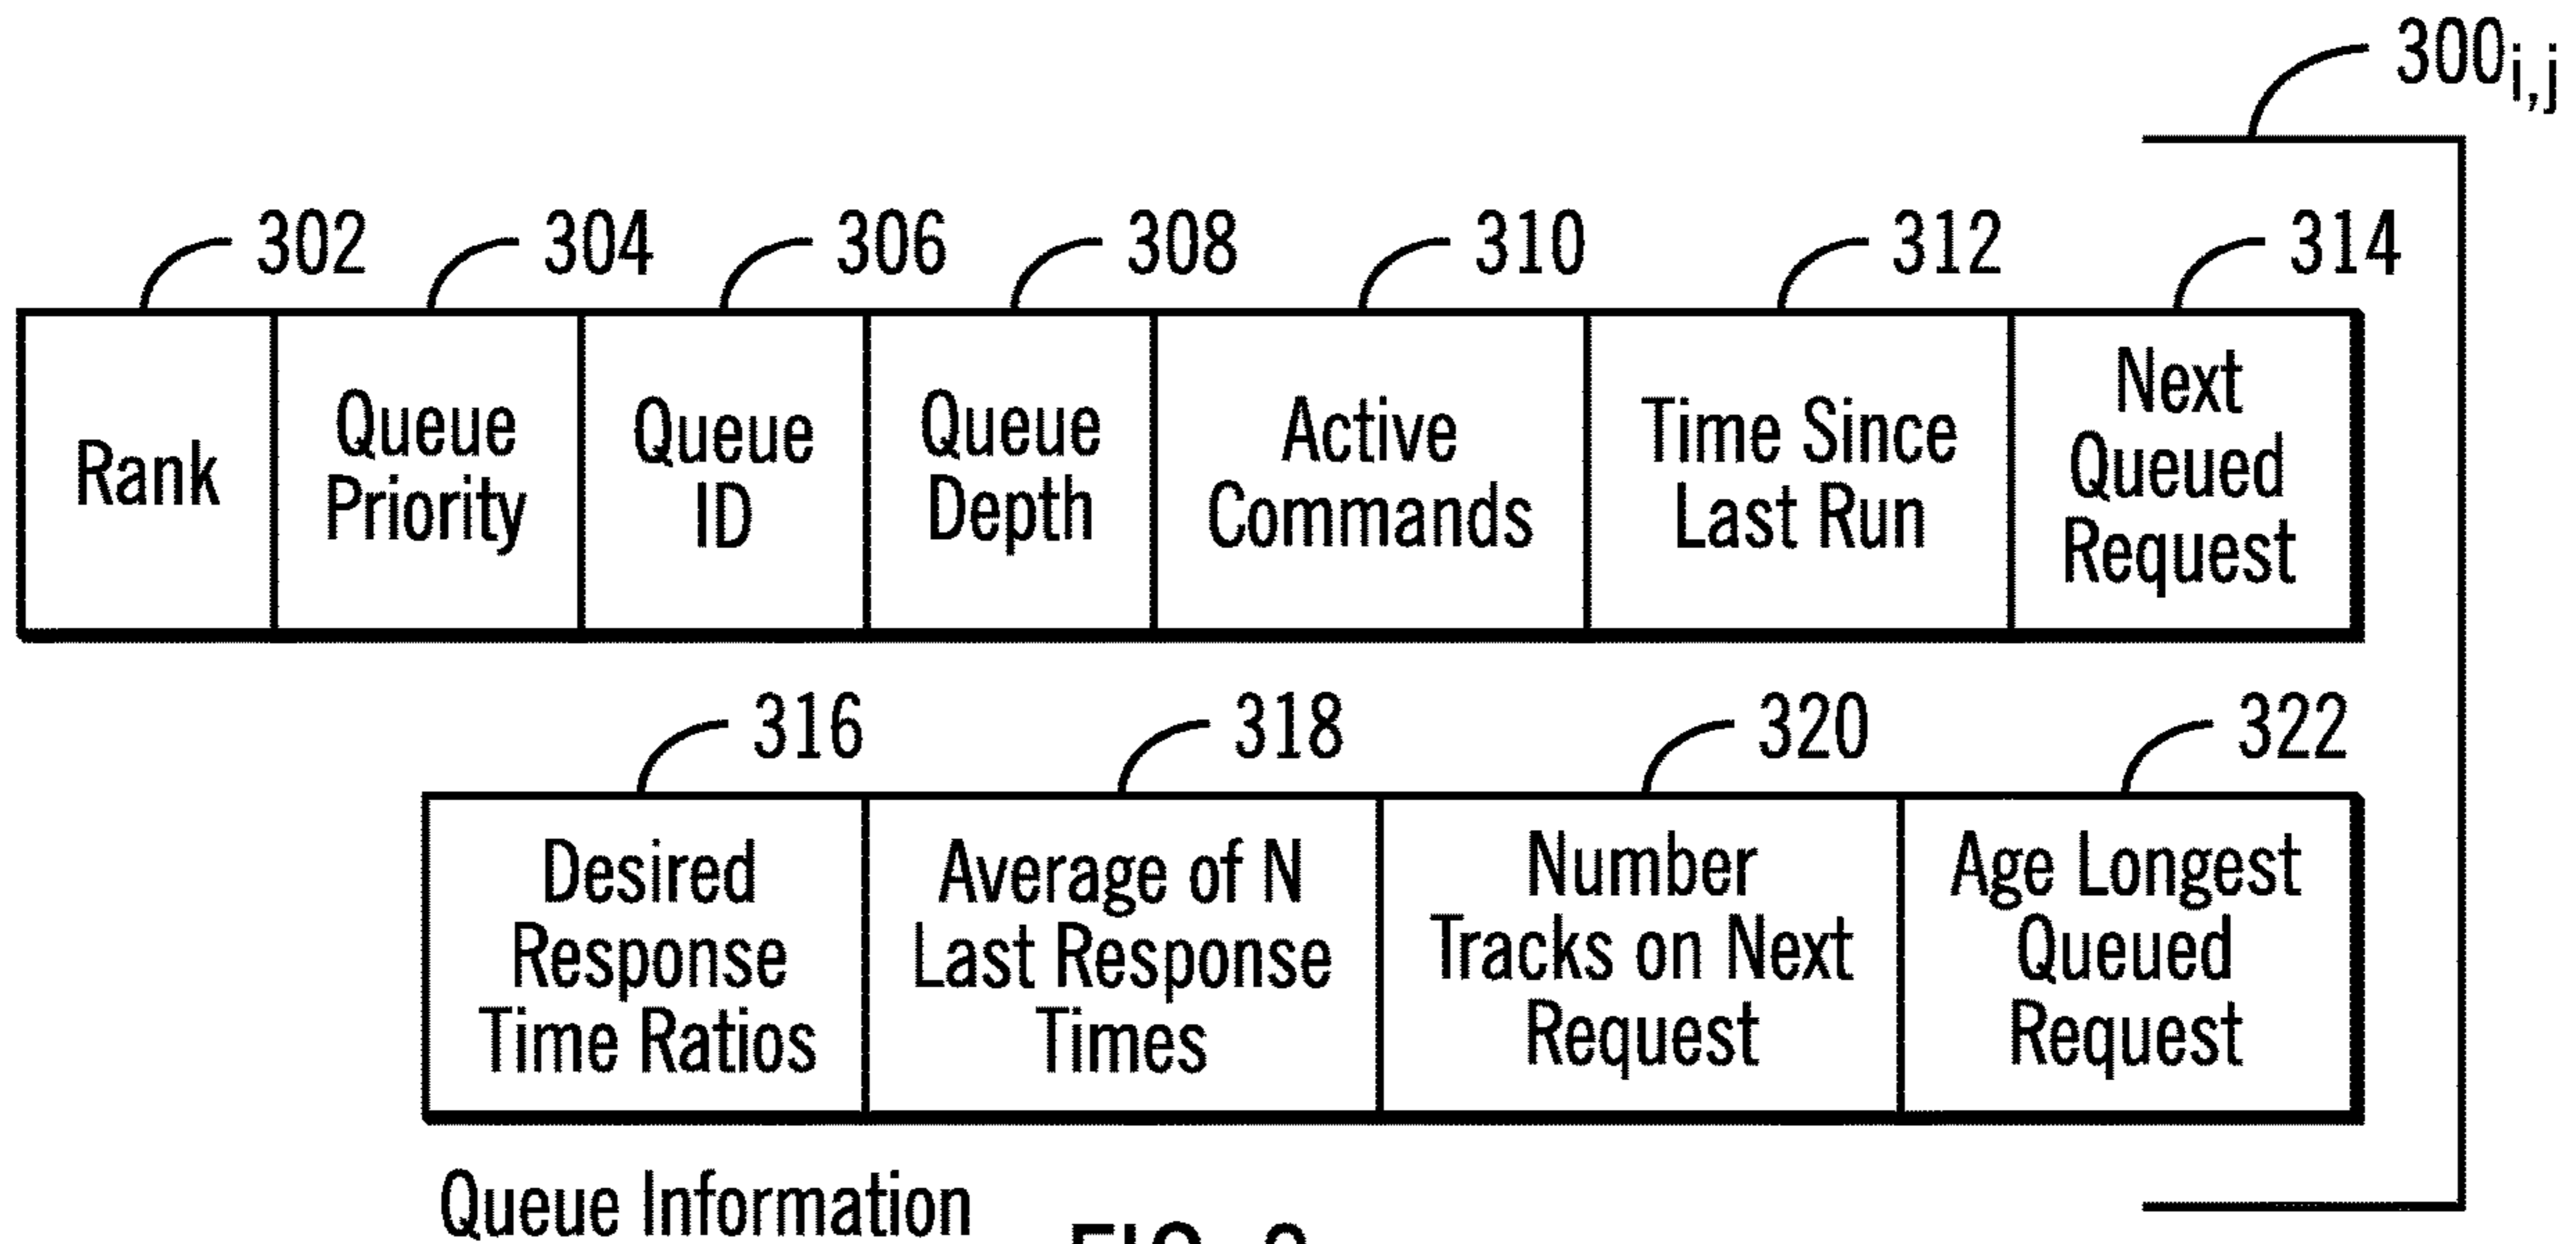 300i,j
302 304 306 308 310 312 314
Rank
Queue
Priority
Queue
ID
Queue
Depth
Active
Commands
Time Since
Last Run
Next
Queued
Request
316 318 320 322
Desired
Response
Time Ratios
Average of N
Last Response
Times
Number
Tracks on Next
Request
Age Longest
Queued
Request
Queue Information
FIG.